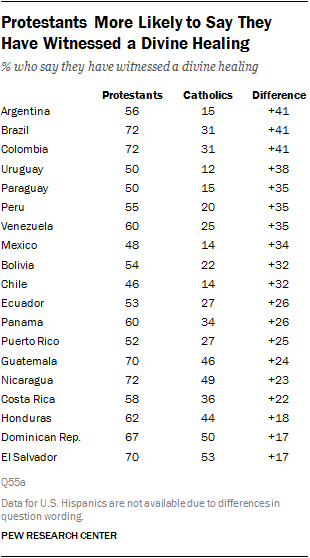 Protestants More Likely to Say They
Have Witnessed a Divine Healing
% who say they have witnessed a divine healing
Protestants Catholics Difference
Argentina 56 15 +41
Brazil 72 31 +41
Colombia 72 31 +41
Uruguay 50 12 +38
Paraguay 50 15 +35
Peru 55 20 +35
Venezuela 60 25 +35
Mexico 48 14 +34
Bolivia 54 22 +32
Chile 46 14 +32
Ecuador 53 27 +26
Panama 60 34 +26
Puerto Rico 52 27 +25
Guatemala 70 46 +24
Nicaragua 72 49 +23
Costa Rica 58 36 +22
Honduras 62 44 +18
Dominican Rep. 67 50 +17
El Salvador 70 53 +17
Q55a
Data for U.S. Hispanics are not available due to differences in
question wording.
PEW RESEARCH CENTER